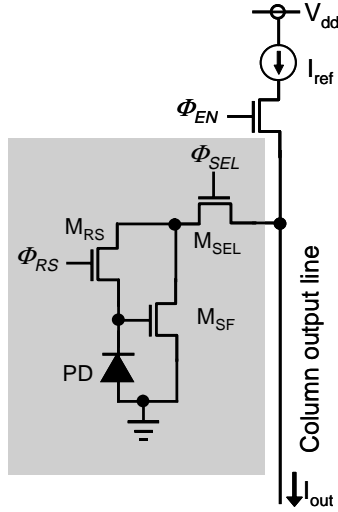 V_dd
I_ref
Φ_EN
Φ_SEL
M_RS
M_SEL
Φ_RS
M_SF
PD
Column output line
I_out